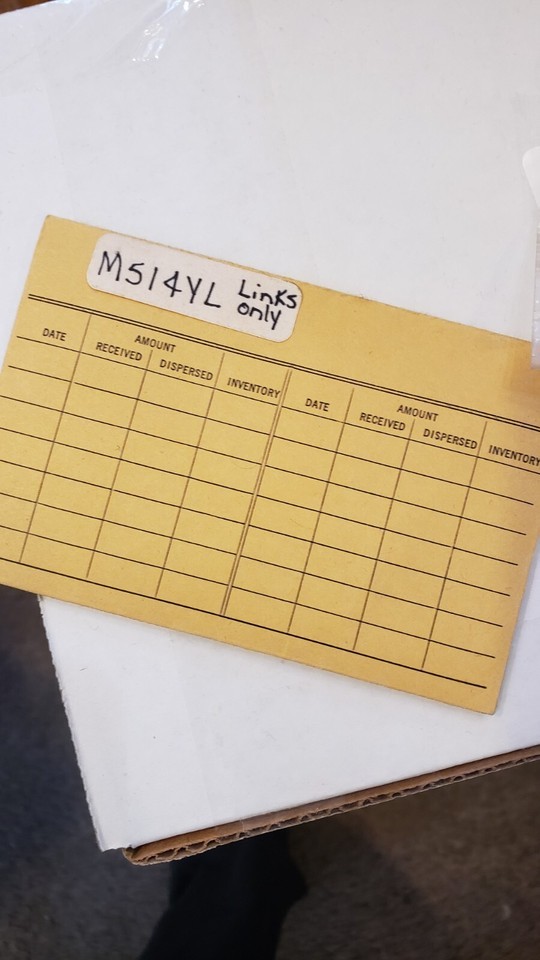 M514YL Links
only
DATE AMOUNT DATE AMOUNT
RECEIVED DISPERSED INVENTORY RECEIVED DISPERSED INVENTORY